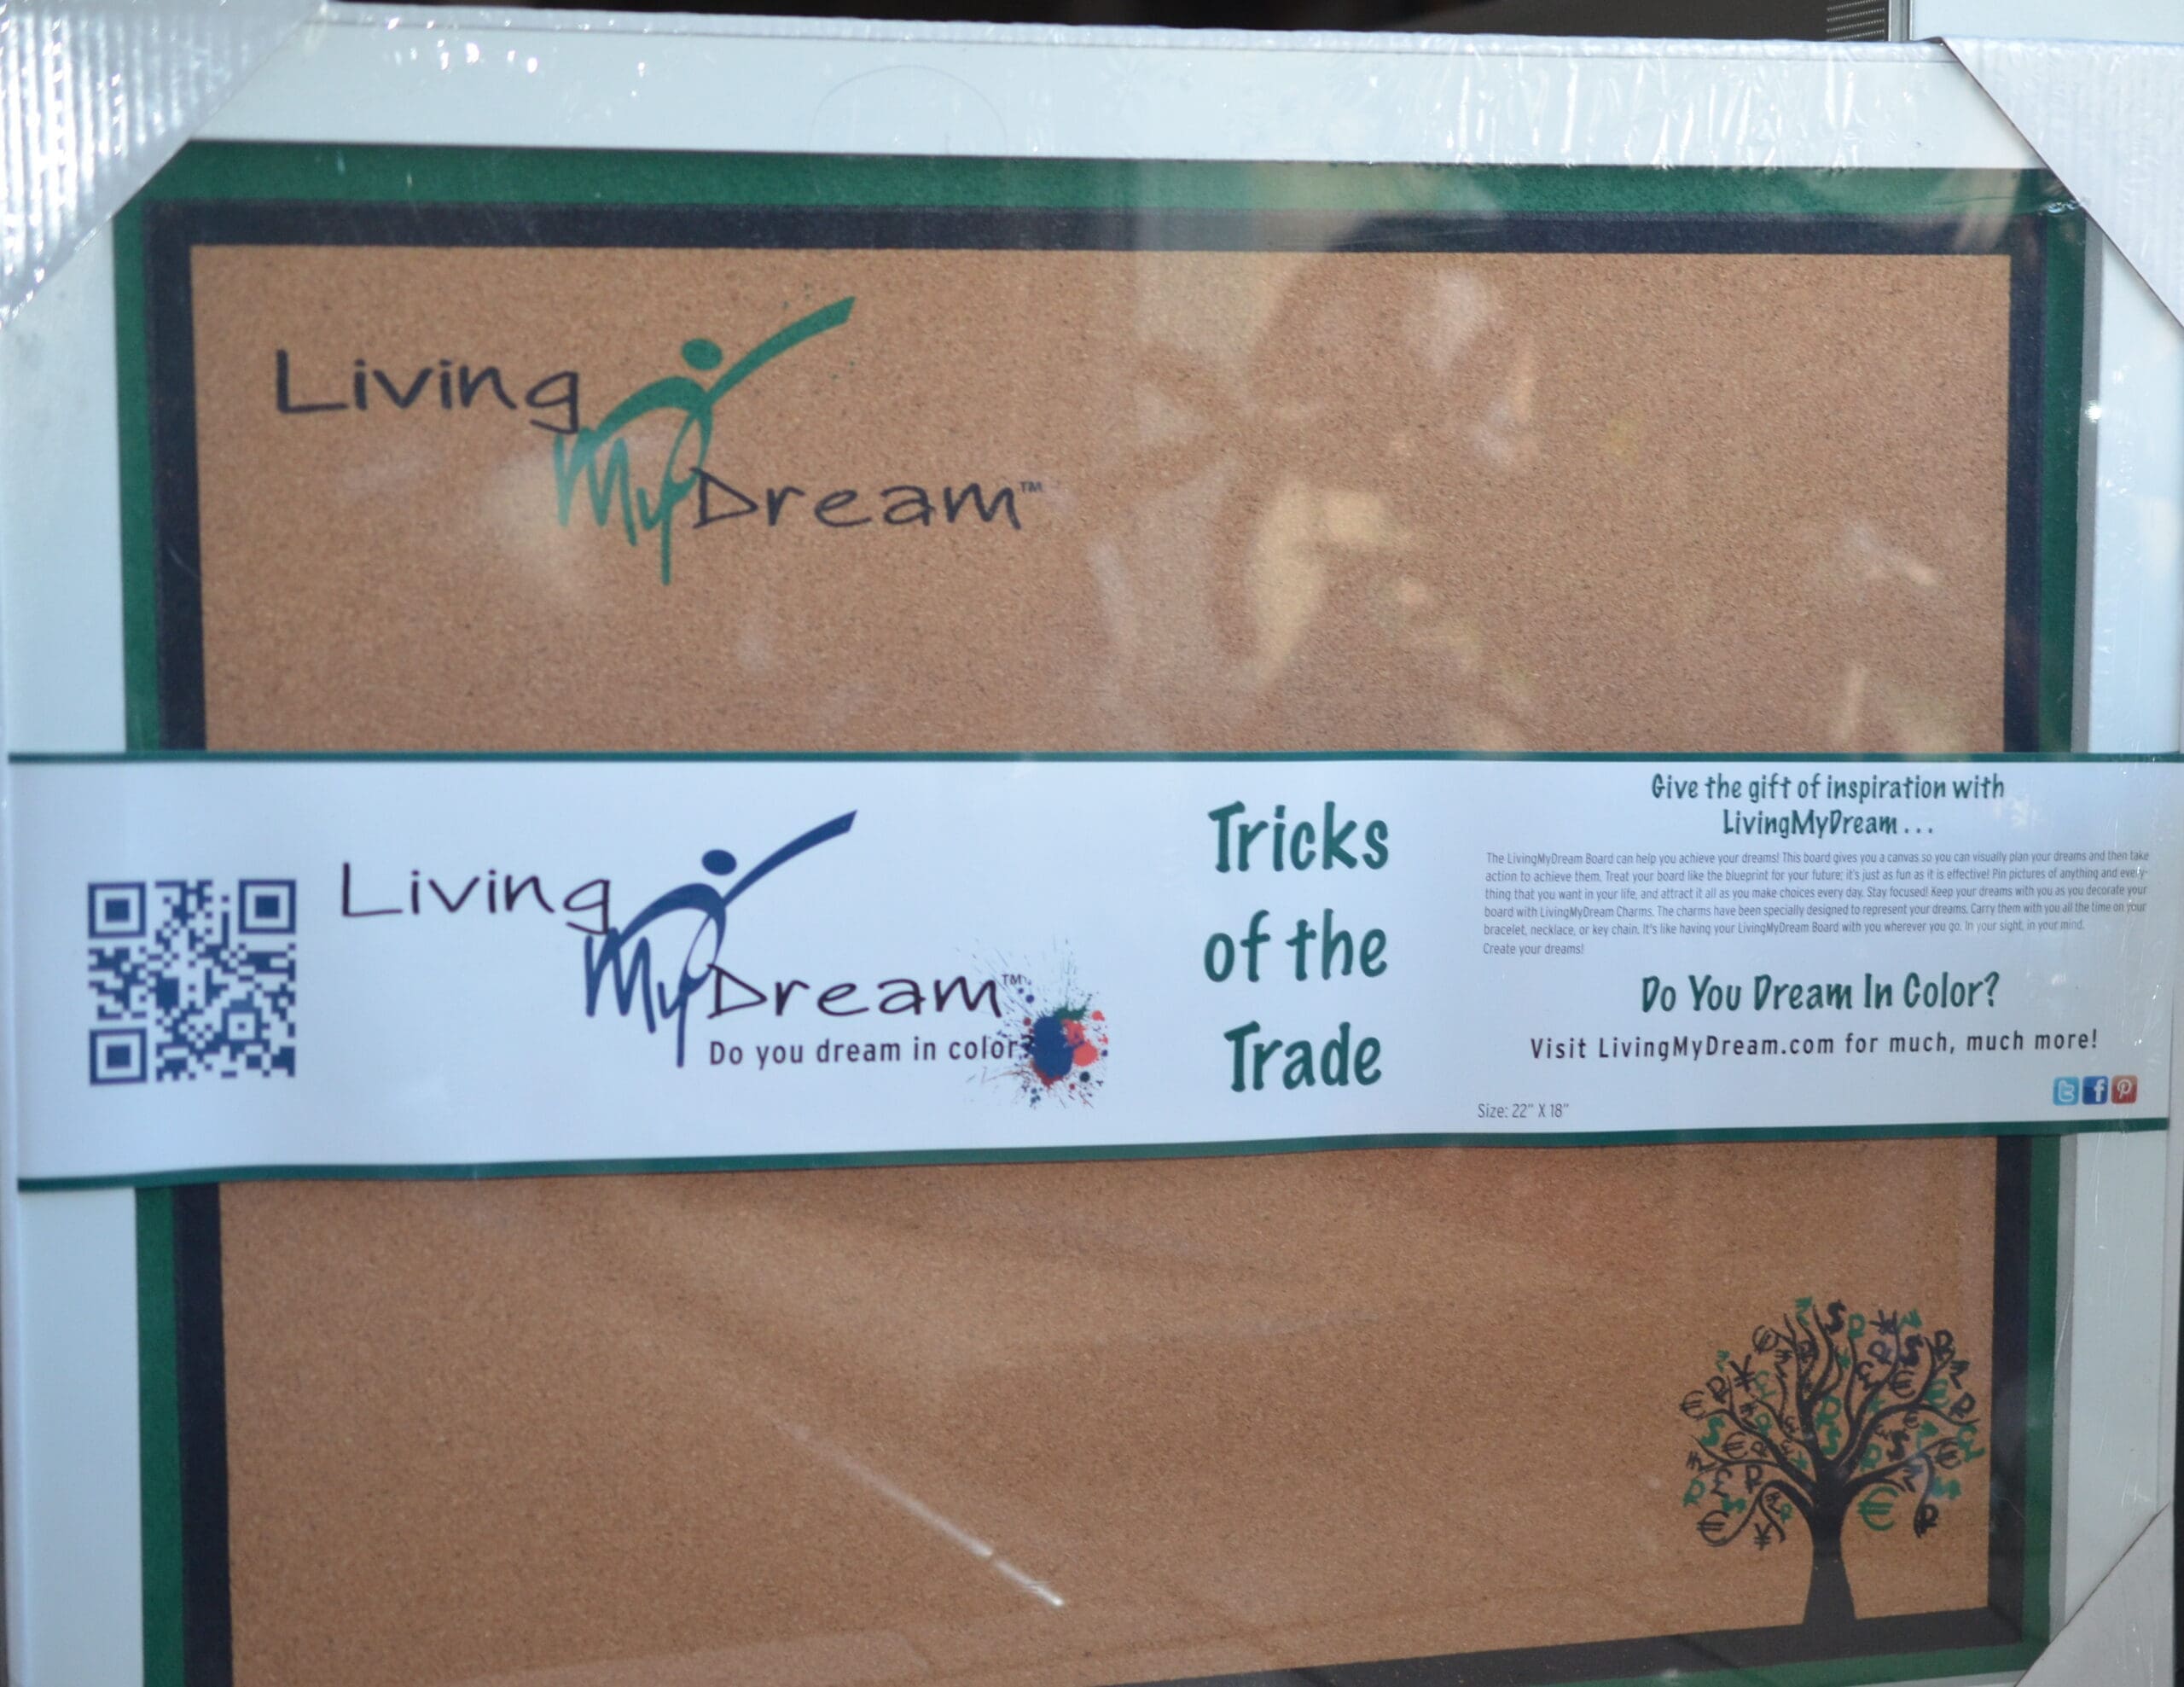 Living
My Dream™
Living
My Dream™
Do you dream in color?
Tricks
of the
Trade
Give the gift of inspiration with
LivingMyDream...
The LivingMyDream Board can help you achieve your dreams! This board gives you a canvas so you can visually plan your dreams and then take
action to achieve them. Treat your board like the blueprint for your future; it's just as fun as it is effective! Pin pictures of anything and every-
thing that you want in your life, and attract it all as you make choices every day. Stay focused! Keep your dreams with you as you decorate your
board with LivingMyDream Charms. The charms have been specially designed to represent your dreams. Carry them with you all the time on your
bracelet, necklace, or key chain. It's like having your LivingMyDream Board with you wherever you go. In your sight, in your mind.
Create your dreams!
Do You Dream In Color?
Visit LivingMyDream.com for much, much more!
Size: 22" X 18"